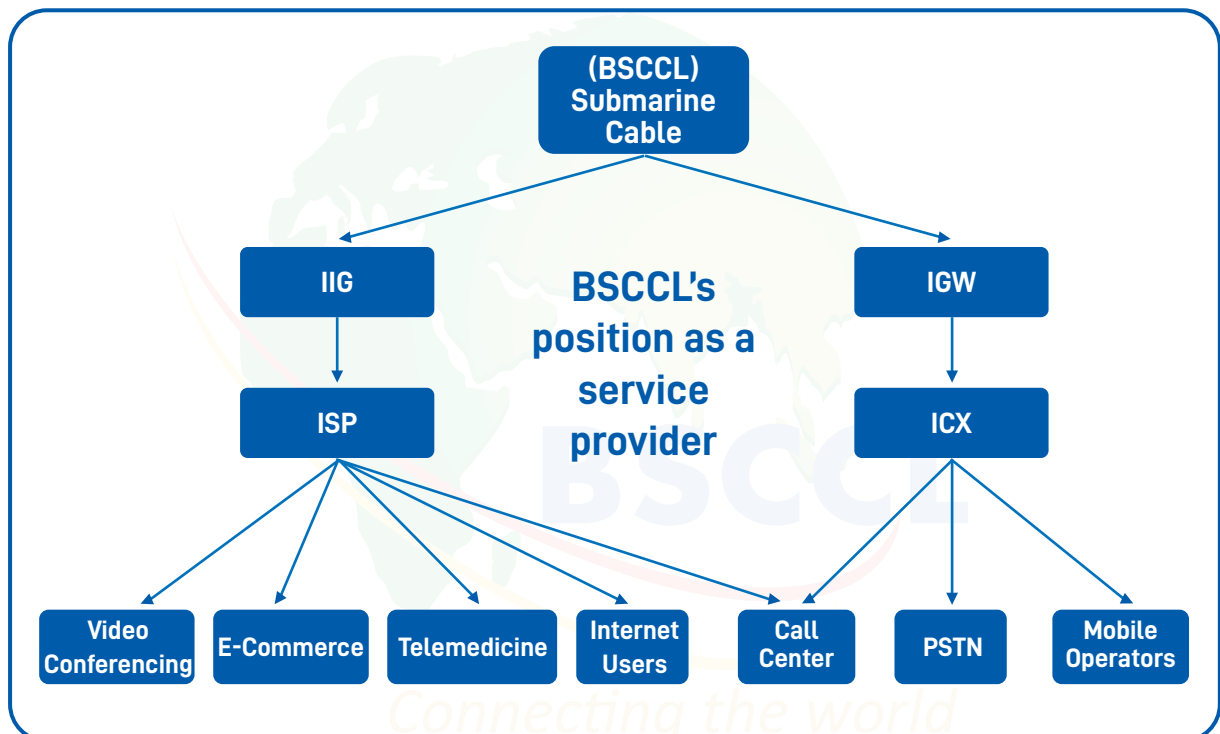 (BSCCL)
Submarine
Cable
IIG
IGW
BSCCL's
position as a
service
provider
ISP
ICX
BSCCL
Video
Conferencing
E-Commerce
Telemedicine
Internet
Users
Call
Center
PSTN
Mobile
Operators
Connecting the world